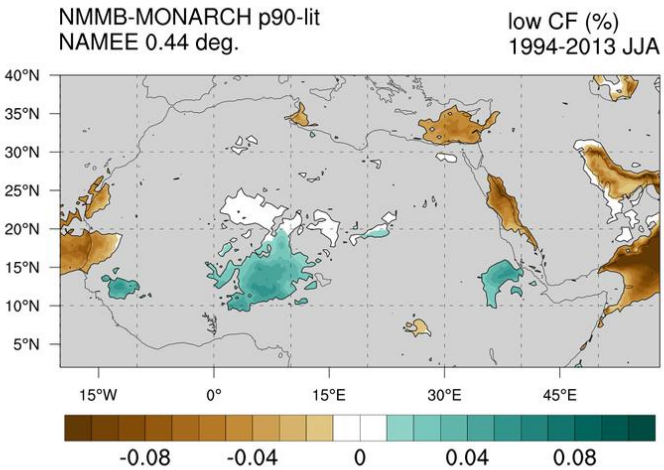 NMMB-MONARCH p90-lit
NAMEE 0.44 deg.
low CF (%)
1994-2013 JJA
40°N
35°N
30°N
25°N
20°N
15°N
10°N
5°N
15°W 0° 15°E 30°E 45°E
-0.08 -0.04 0 0.04 0.08